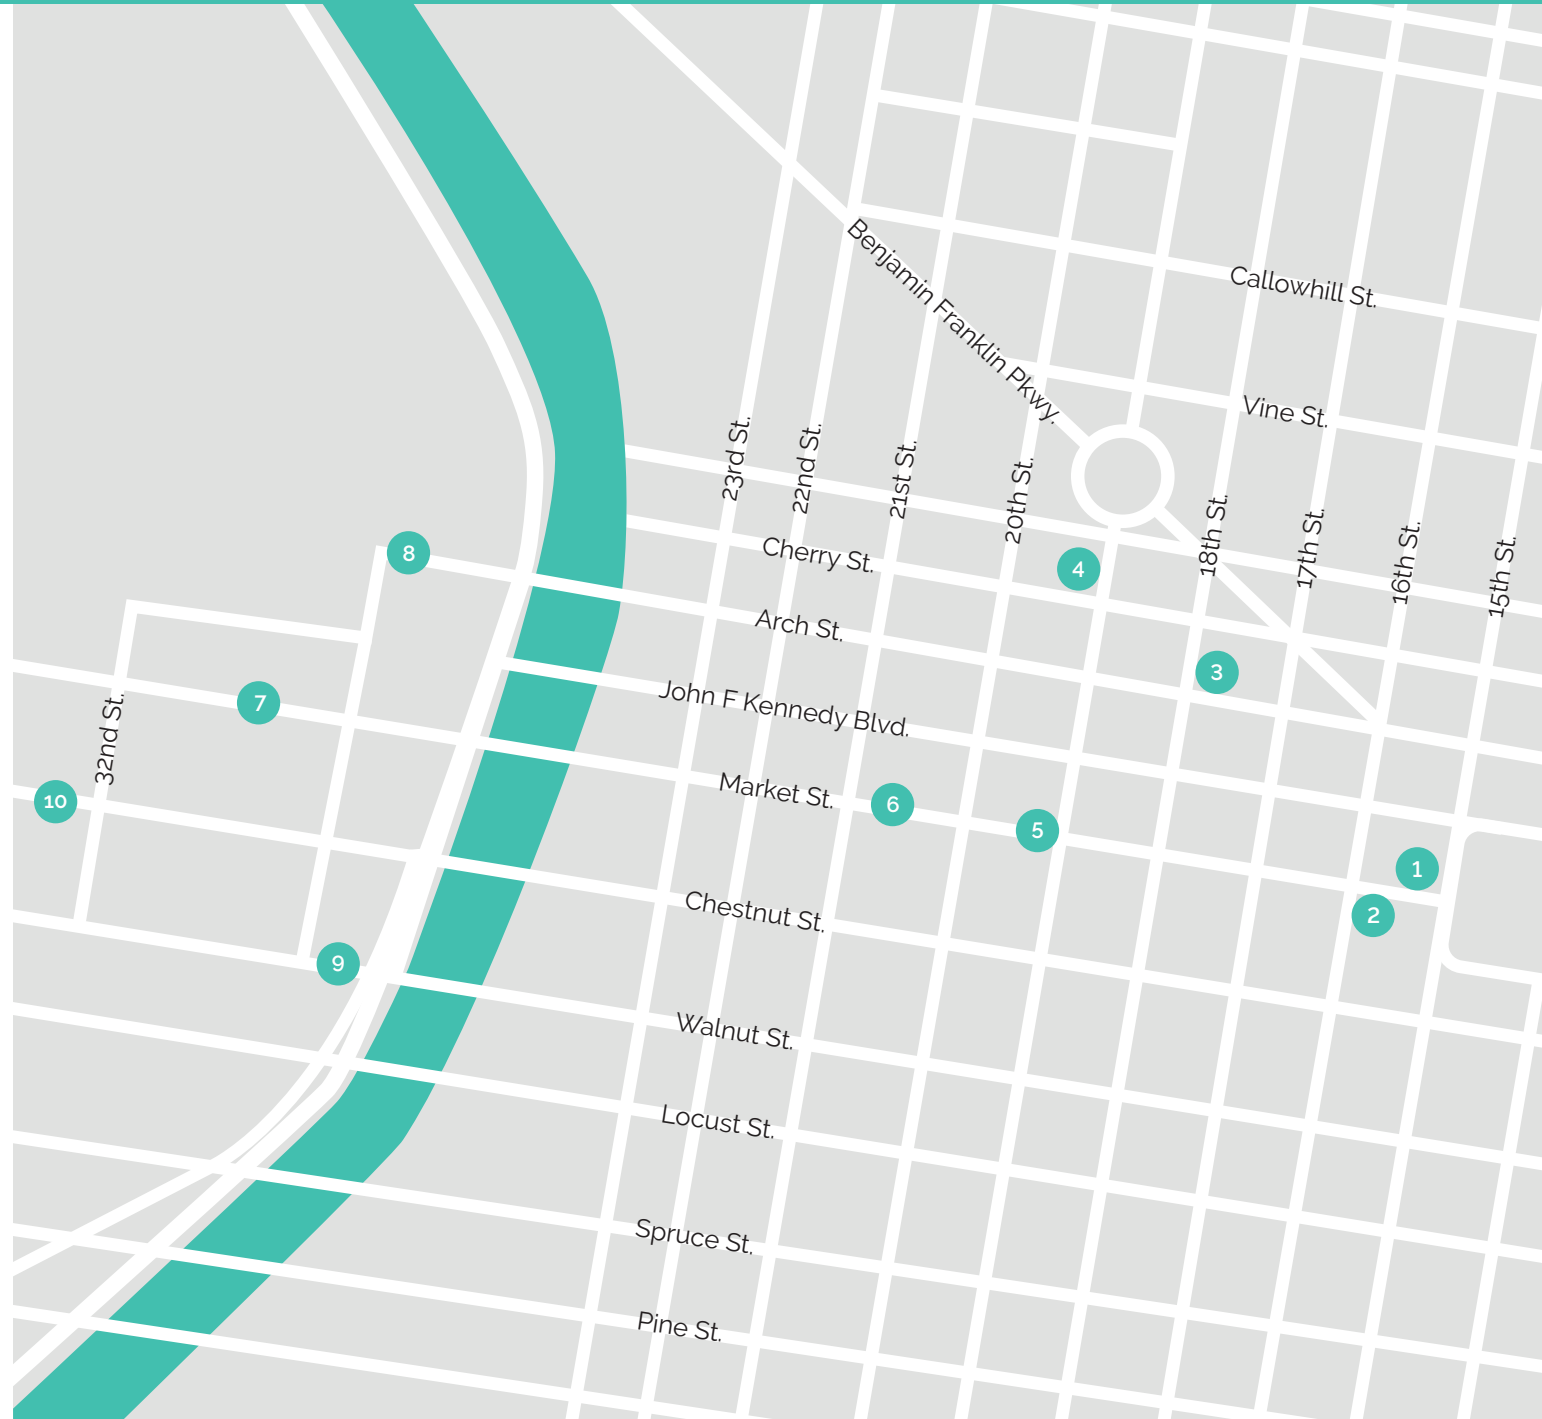 Benjamin Franklin Pkwy.
Callowhill St.
Vine St.
23rd St.
22nd St.
21st St.
20th St.
18th St.
17th St.
16th St.
15th St.
8
Cherry St.
4
Arch St.
3
7
32nd St.
John F Kennedy Blvd.
10
Market St.
6
5
1
2
Chestnut St.
9
Walnut St.
Locust St.
Spruce St.
Pine St.